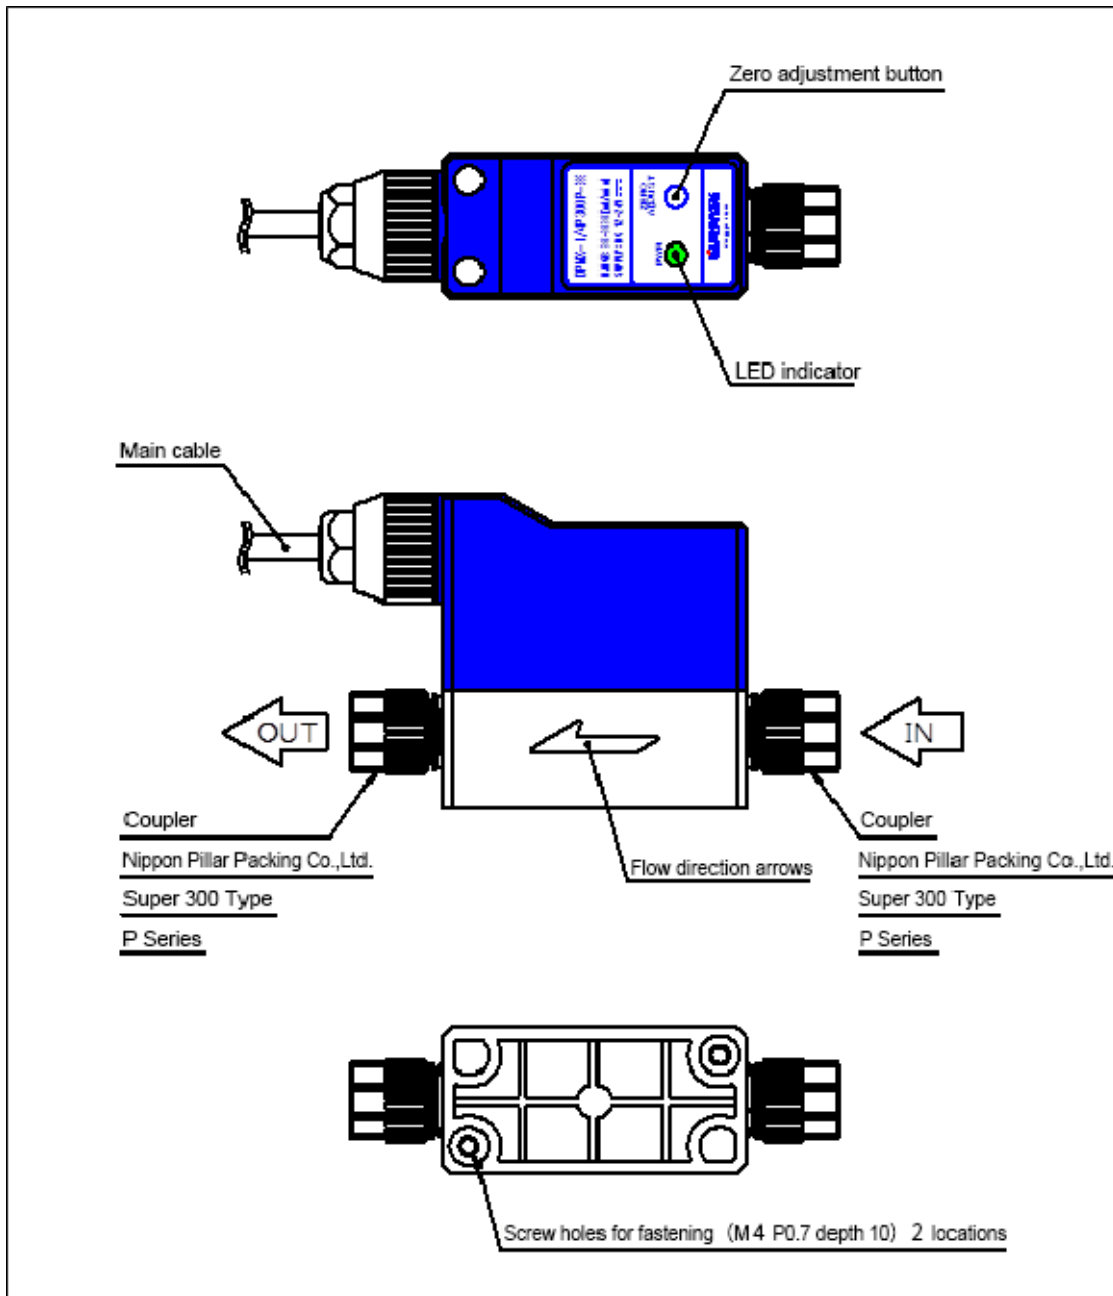 Zero adjustment button
LED indicator
Main cable
OUT
IN
Coupler
Nippon Pillar Packing Co.,Ltd.
Super 300 Type
P Series
Flow direction arrows
Coupler
Nippon Pillar Packing Co.,Ltd.
Super 300 Type
P Series
Screw holes for fastening (M4 P0.7 depth 10) 2 locations